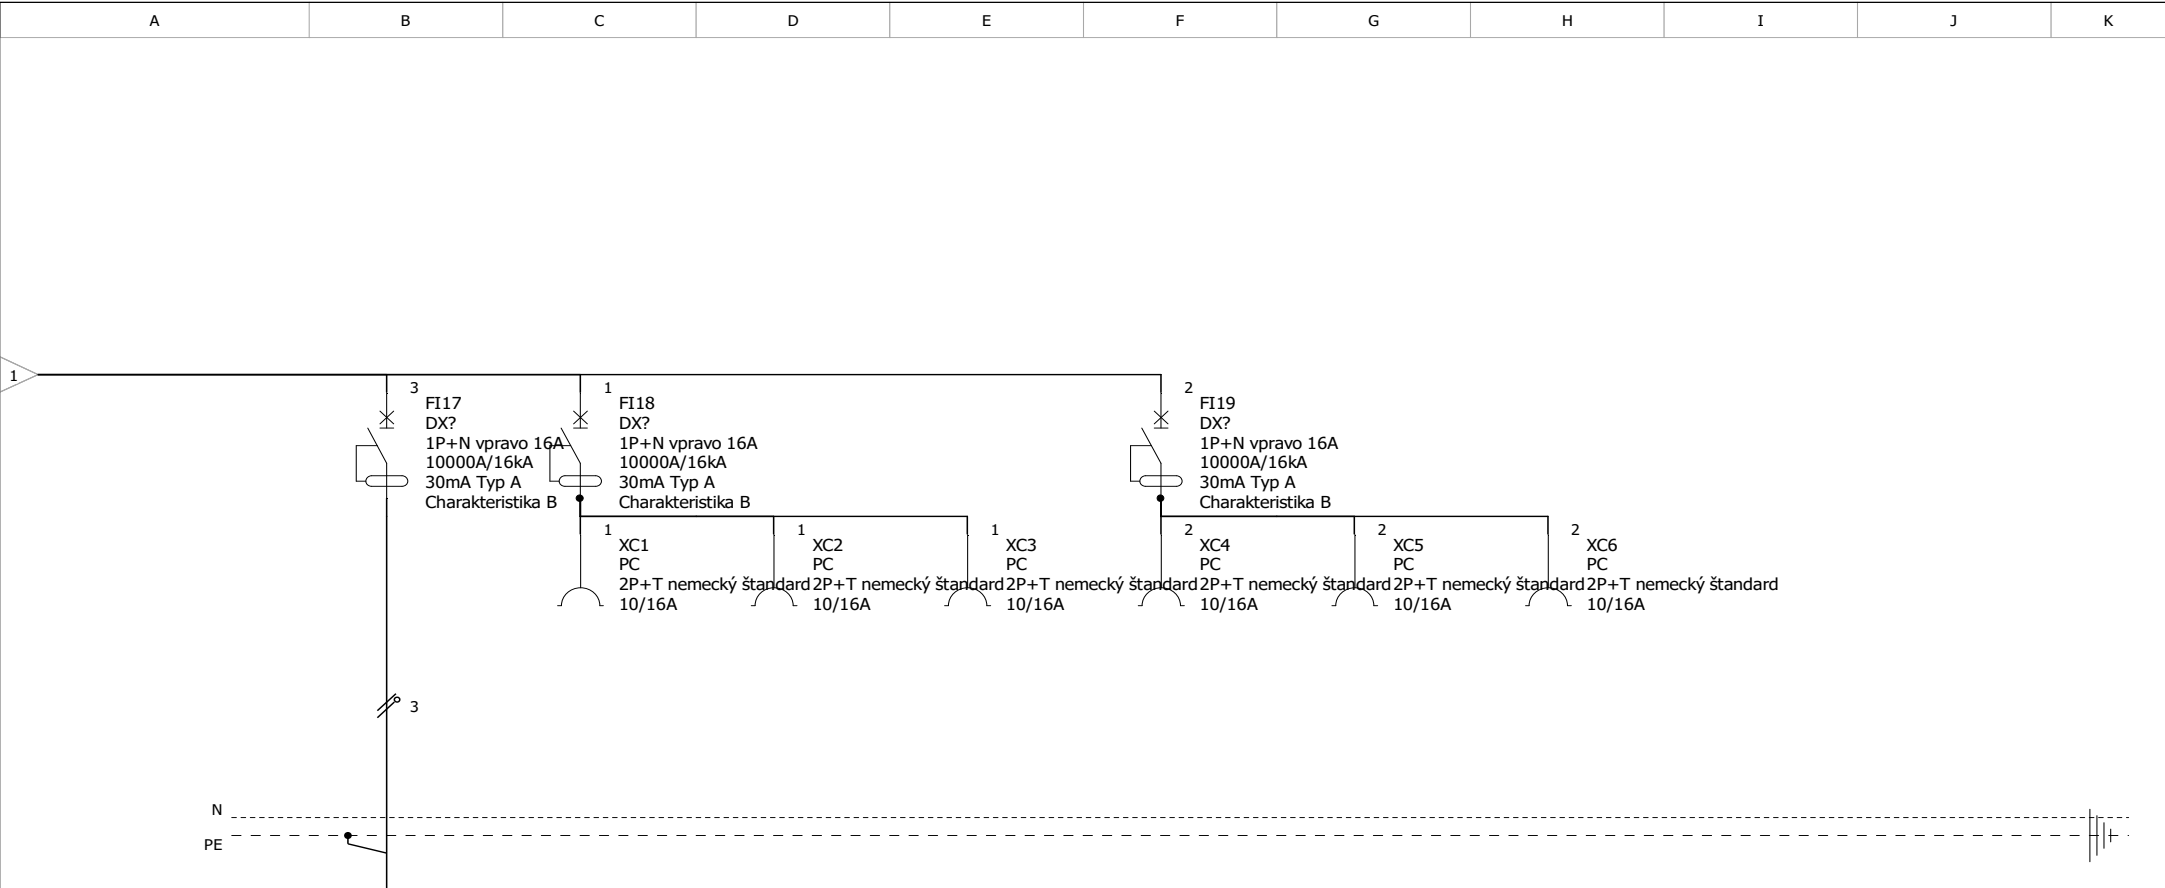 A B C D E F G H I J K
1
3
FI17
DX?
1P+N vpravo 16A
10000A/16kA
30mA Typ A
Charakteristika B
1
FI18
DX?
1P+N vpravo 16A
10000A/16kA
30mA Typ A
Charakteristika B
2
FI19
DX?
1P+N vpravo 16A
10000A/16kA
30mA Typ A
Charakteristika B
1
XC1
PC
2P+T nemecký štandard
10/16A
1
XC2
PC
2P+T nemecký štandard
10/16A
1
XC3
PC
2P+T nemecký štandard
10/16A
2
XC4
PC
2P+T nemecký štandard
10/16A
2
XC5
PC
2P+T nemecký štandard
10/16A
2
XC6
PC
2P+T nemecký štandard
10/16A
3
N
PE